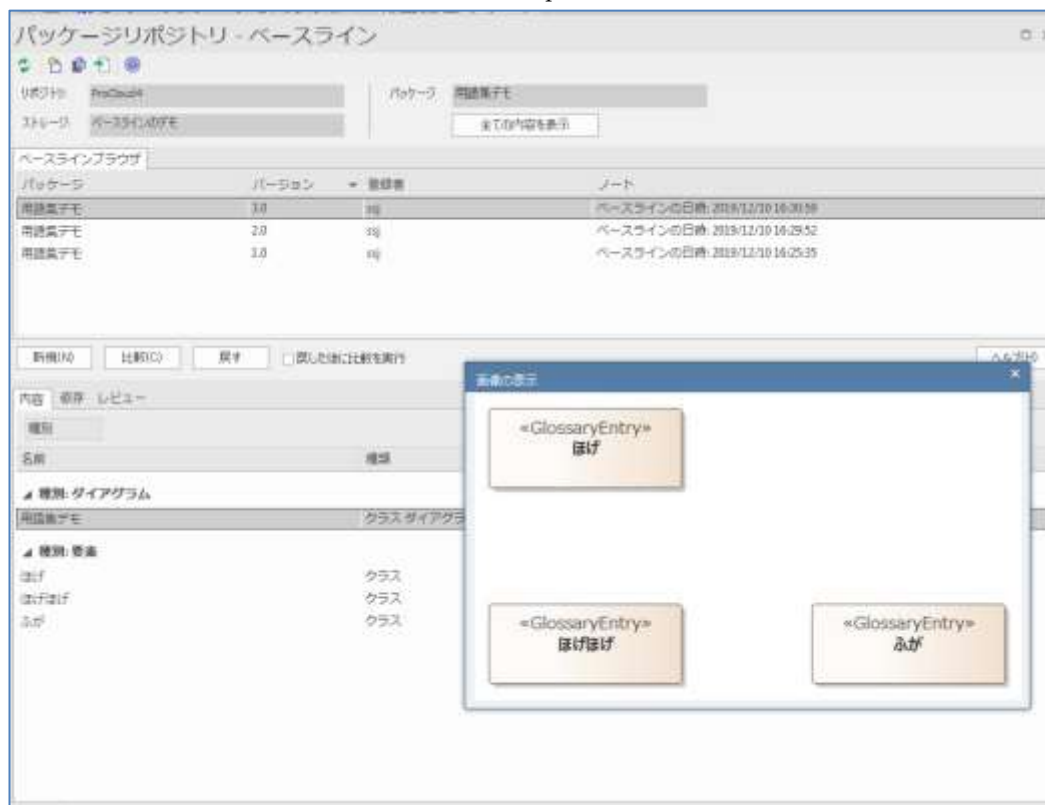 パッケージリポジトリ - ベースライン
リポジトリ: ProCloud4 パッケージ 用語集デモ
ストレージ: ベースラインのデモ 全ての内容を表示
ベースラインブラウザ
パッケージ バージョン 登録者 ノート
用語集デモ 3.0 ssj ベースラインの日時: 2019/12/10 16:30:59
用語集デモ 2.0 ssj ベースラインの日時: 2019/12/10 16:29:52
用語集デモ 1.0 ssj ベースラインの日時: 2019/12/10 16:25:35
新規(N) 比較(C) 戻す 戻した後に比較を実行 ヘルプ(H)
画像の表示
内容 依存 レビュー
種別
名前 種類
種別: ダイアグラム
用語集デモ クラス ダイアグラ
種別: 要素
ほげ クラス
ほげほげ クラス
ふが クラス
«GlossaryEntry»
ほげ
«GlossaryEntry»
ほげほげ
«GlossaryEntry»
ふが